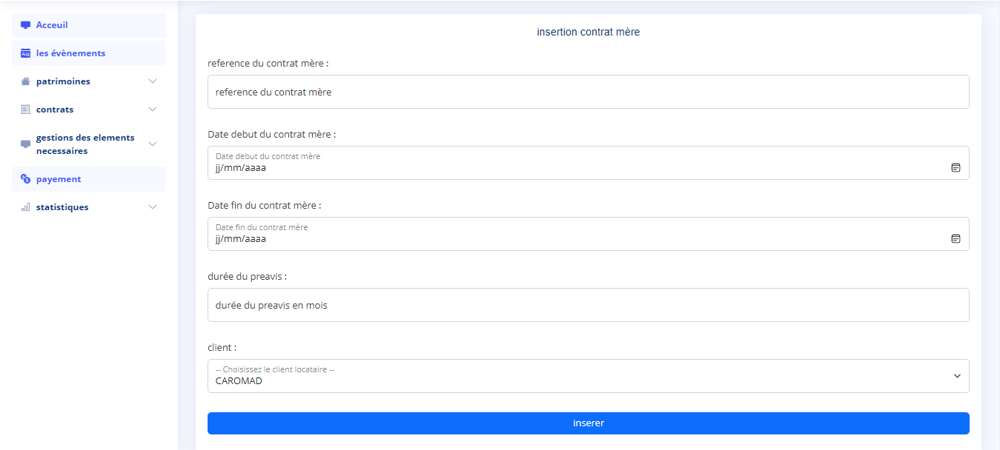 Acceuil
les évènements
patrimoines
contrats
gestions des elements
necessaires
payement
statistiques
insertion contrat mère
reference du contrat mère :
reference du contrat mère
Date debut du contrat mère :
Date debut du contrat mère
jj/mm/aaaa
Date fin du contrat mère :
Date fin du contrat mère
jj/mm/aaaa
durée du preavis :
durée du preavis en mois
client :
-- Choisissez le client locataire --
CAROMAD
inserer